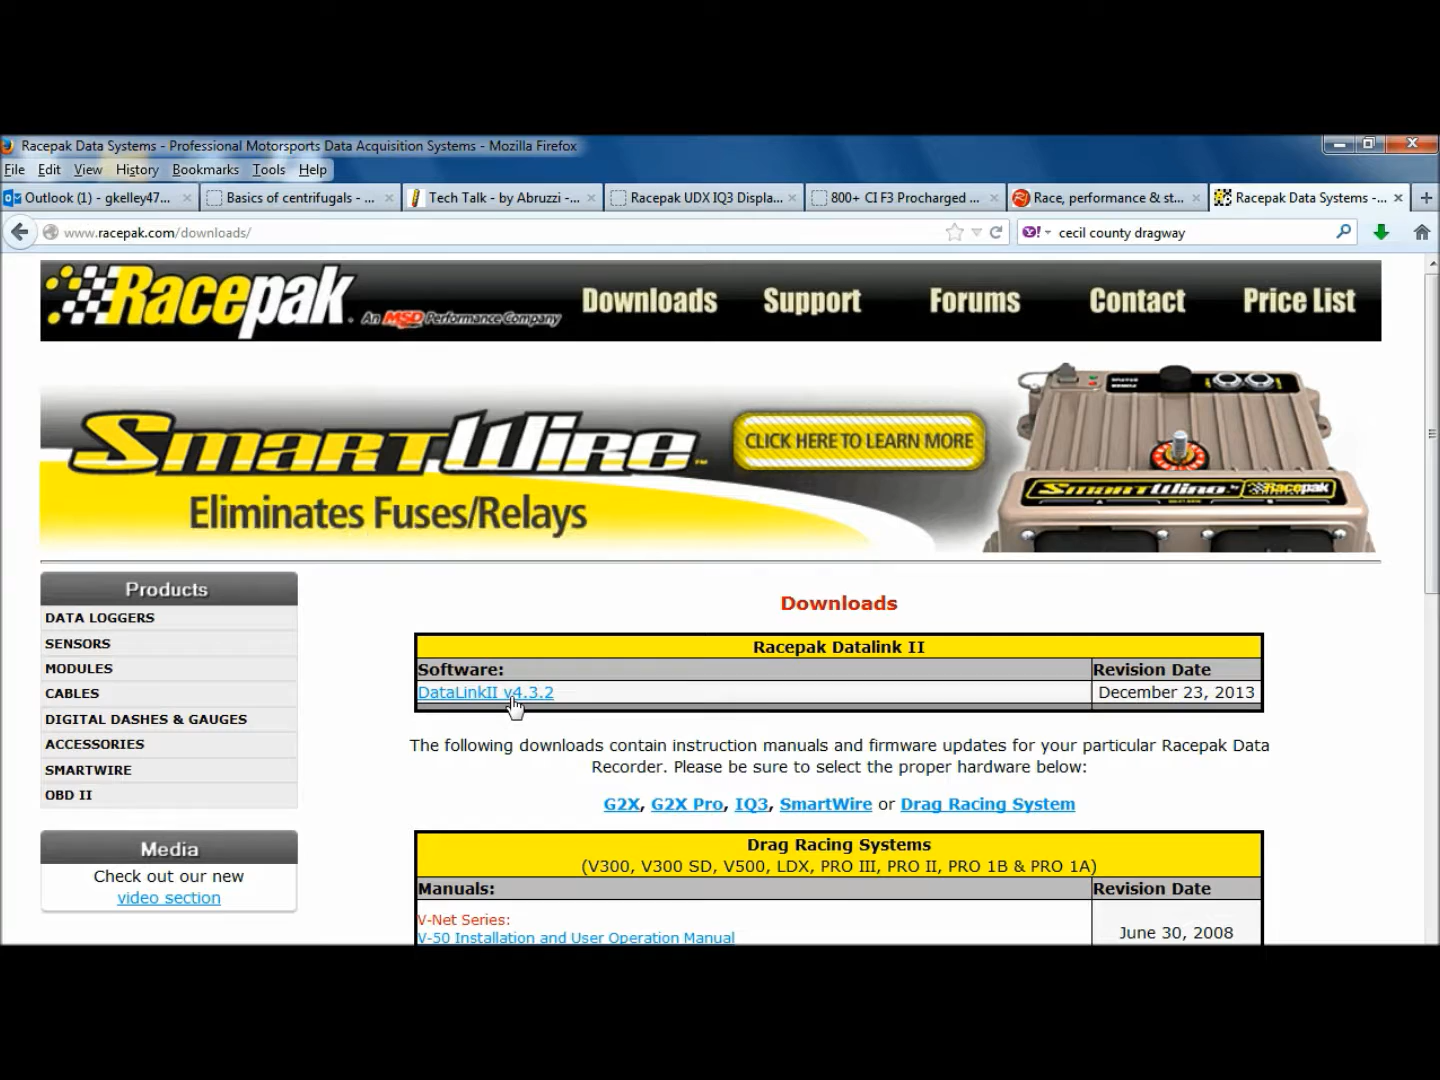 Racepak Data Systems - Professional Motorsports Data Acquisition Systems - Mozilla Firefox
File Edit View History Bookmarks Tools Help
Outlook (1) - gkelley47... Basics of centrifugals - ... Tech Talk - by Abruzzi -... Racepak UDX IQ3 Displa... 800+ CI F3 Procharged ... Race, performance & st... Racepak Data Systems -...
www.racepak.com/downloads/ Y! cecil county dragway
Racepak An MSD Performance Company Downloads Support Forums Contact Price List
SmartWire™ CLICK HERE TO LEARN MORE
Eliminates Fuses/Relays
SmartWire by Racepak
Products
DATA LOGGERS
SENSORS
MODULES
CABLES
DIGITAL DASHES & GAUGES
ACCESSORIES
SMARTWIRE
OBD II
Media
Check out our new
video section
Downloads
Racepak Datalink II
Software: Revision Date
DataLinkII v4.3.2 December 23, 2013
The following downloads contain instruction manuals and firmware updates for your particular Racepak Data
Recorder. Please be sure to select the proper hardware below:
G2X, G2X Pro, IQ3, SmartWire or Drag Racing System
Drag Racing Systems
(V300, V300 SD, V500, LDX, PRO III, PRO II, PRO 1B & PRO 1A)
Manuals: Revision Date
V-Net Series:
V-50 Installation and User Operation Manual
June 30, 2008